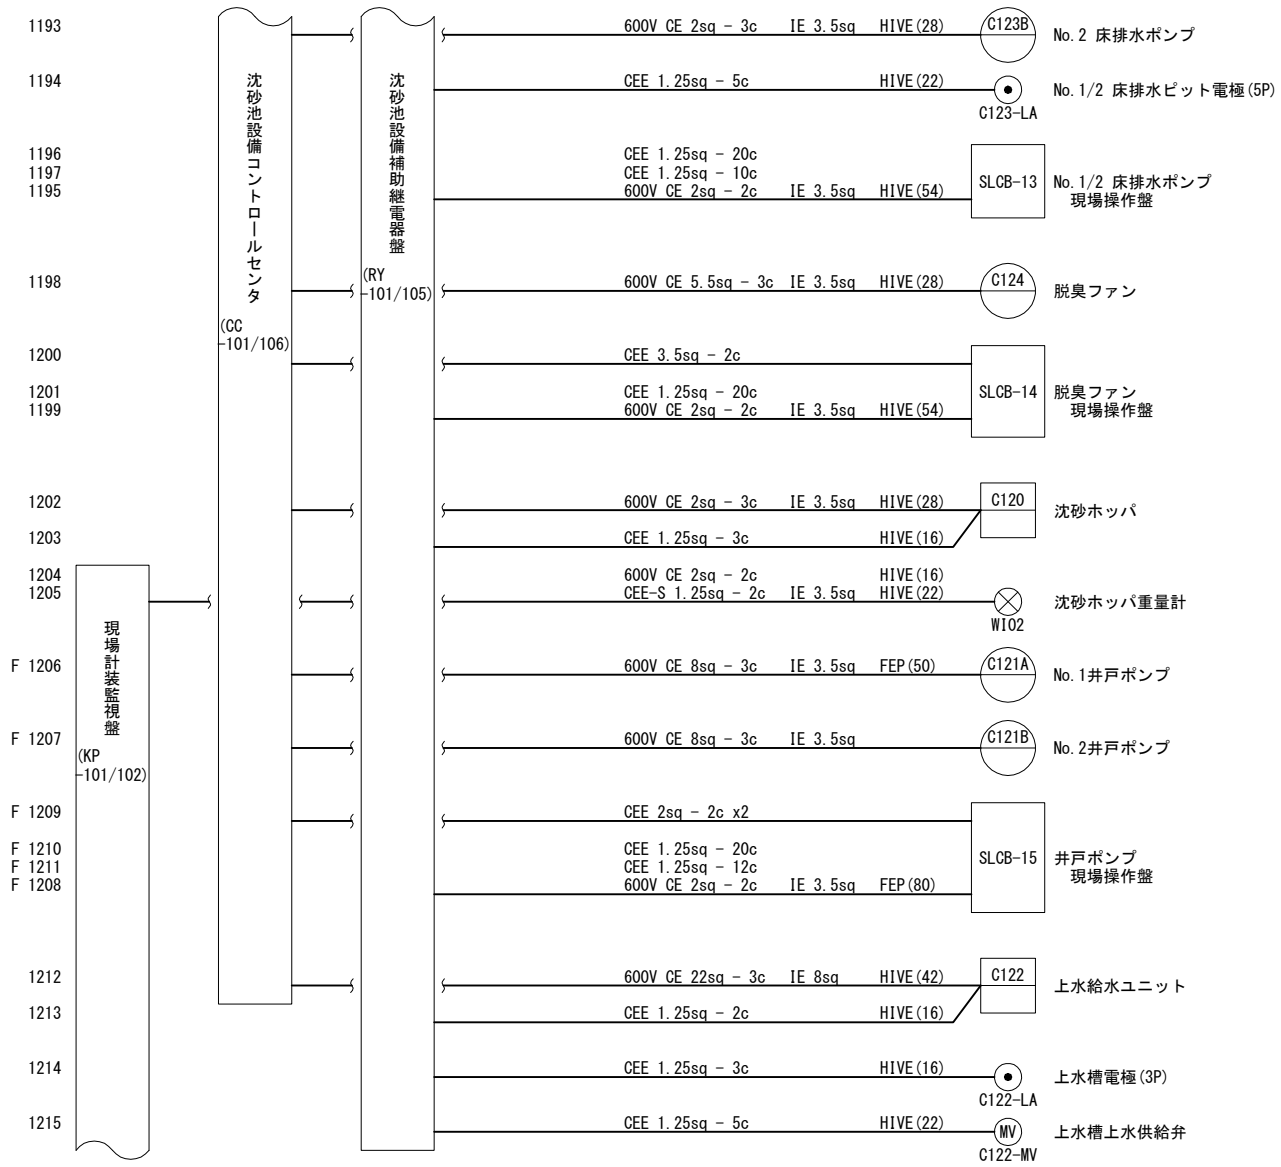 1193 600V CE 2sq - 3c IE 3.5sq HIVE(28) C123B No.2 床排水ポンプ
1194 CEE 1.25sq - 5c HIVE(22) No.1/2 床排水ピット電極(5P)
C123-LA
沈砂池設備コントロールセンタ
(CC
-101/106)
沈砂池設備補助継電器盤
(RY
-101/105)
1196 CEE 1.25sq - 20c
1197 CEE 1.25sq - 10c
1195 600V CE 2sq - 2c IE 3.5sq HIVE(54)
SLCB-13 No.1/2 床排水ポンプ
現場操作盤
1198 600V CE 5.5sq - 3c IE 3.5sq HIVE(28) C124 脱臭ファン
1200 CEE 3.5sq - 2c
1201 CEE 1.25sq - 20c
1199 600V CE 2sq - 2c IE 3.5sq HIVE(54)
SLCB-14 脱臭ファン
現場操作盤
1202 600V CE 2sq - 3c IE 3.5sq HIVE(28) C120 沈砂ホッパ
1203 CEE 1.25sq - 3c HIVE(16)
1204 600V CE 2sq - 2c HIVE(16)
1205 CEE-S 1.25sq - 2c IE 3.5sq HIVE(22) 沈砂ホッパ重量計
WIO2
現場計装監視盤
(KP
-101/102)
F 1206 600V CE 8sq - 3c IE 3.5sq FEP(50) C121A No.1井戸ポンプ
F 1207 600V CE 8sq - 3c IE 3.5sq C121B No.2井戸ポンプ
F 1209 CEE 2sq - 2c x2
F 1210 CEE 1.25sq - 20c
F 1211 CEE 1.25sq - 12c
F 1208 600V CE 2sq - 2c IE 3.5sq FEP(80)
SLCB-15 井戸ポンプ
現場操作盤
1212 600V CE 22sq - 3c IE 8sq HIVE(42) C122 上水給水ユニット
1213 CEE 1.25sq - 2c HIVE(16)
1214 CEE 1.25sq - 3c HIVE(16) 上水槽電極(3P)
C122-LA
1215 CEE 1.25sq - 5c HIVE(22) MV 上水槽上水供給弁
C122-MV